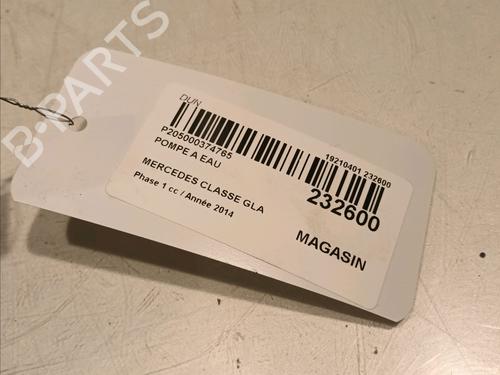 DUN
P205000374765
19210401 232600
POMPE A EAU
232600
MERCEDES CLASSE GLA
Phase 1 cc / Année 2014
MAGASIN
B-PARTS